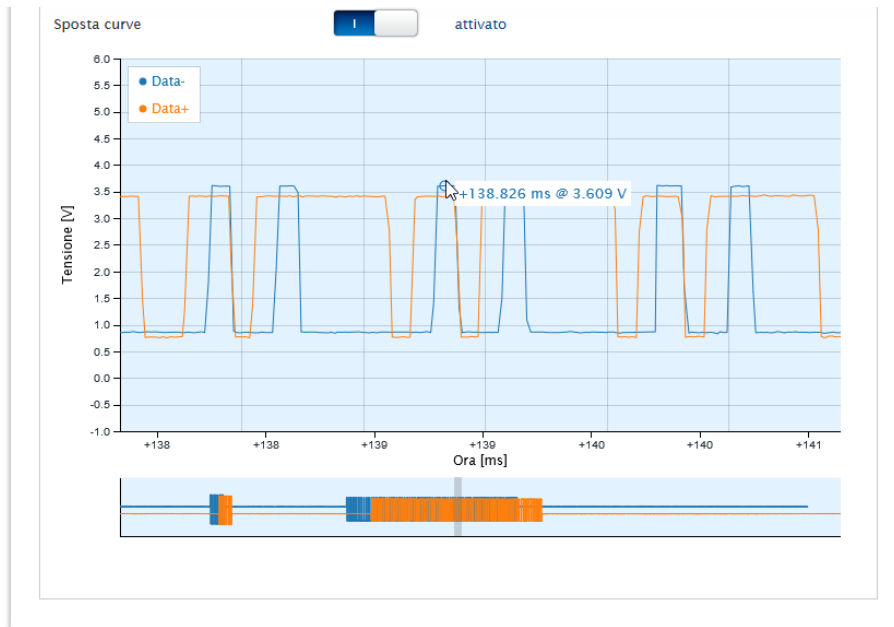 Sposta curve
I
attivato
6.0
5.5
5.0
4.5
4.0
3.5
3.0
2.5
2.0
1.5
1.0
0.5
0.0
-0.5
-1.0
Tensione [V]
Data-
Data+
+138.826 ms @ 3.609 V
+138 +138 +139 +139 +140 +140 +141
Ora [ms]